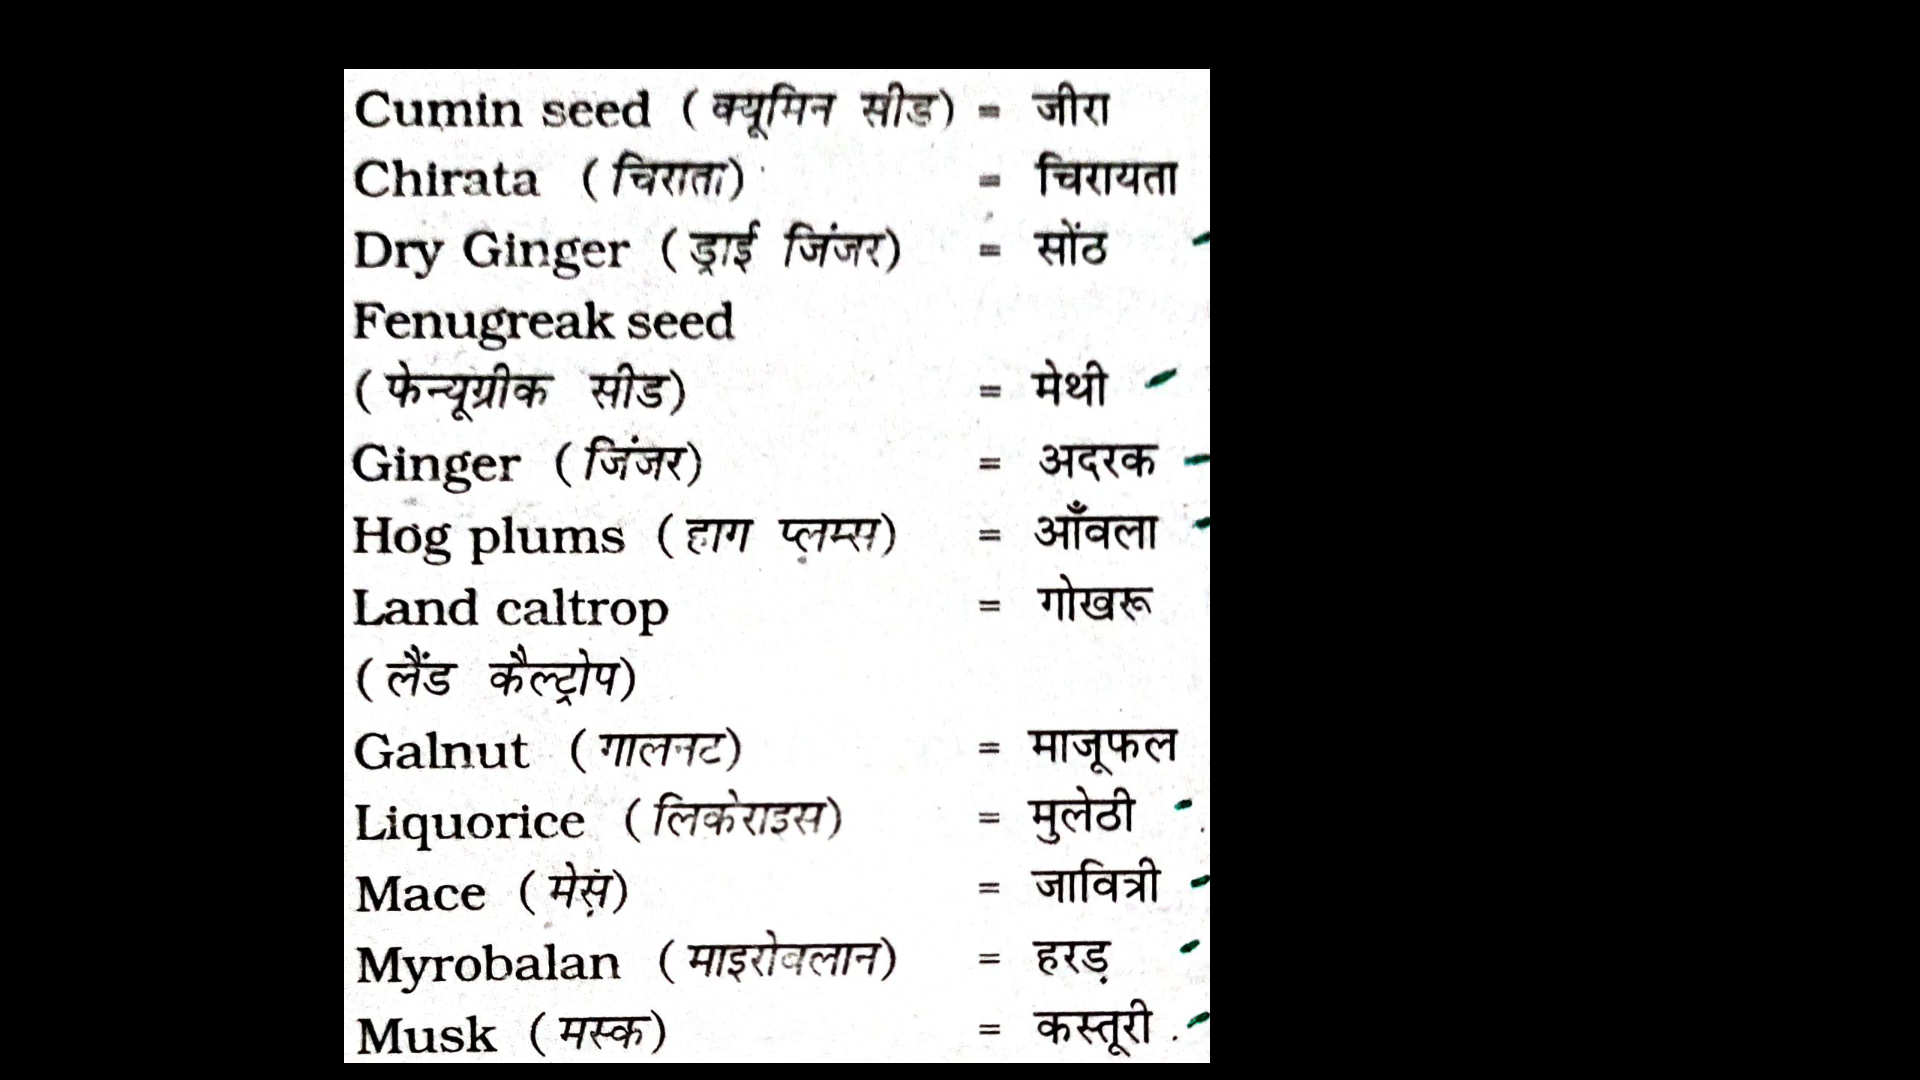 Cumin seed (क्यूमिन सीड) = जीरा
Chirata (चिराता) = चिरायता
Dry Ginger (ड्राई जिंजर) = सोंठ
Fenugreak seed
(फेन्यूग्रीक सीड) = मेथी
Ginger (जिंजर) = अदरक
Hog plums (हाग प्लम्स) = आँवला
Land caltrop = गोखरू
(लैंड कैल्ट्रोप)
Galnut (गालनट) = माजूफल
Liquorice (लिकेराइस) = मुलेठी
Mace (मेस) = जावित्री
Myrobalan (माइरोबलान) = हरड़
Musk (मस्क) = कस्तूरी